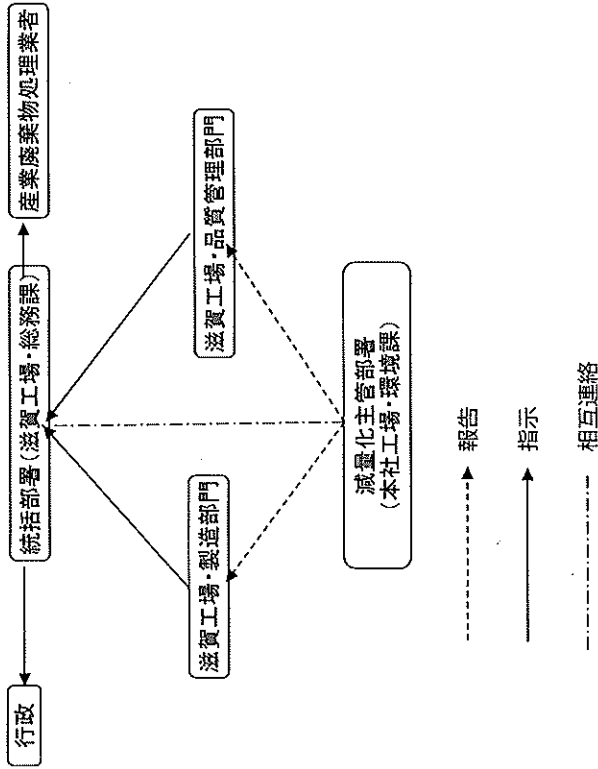 行政
統括部署(滋賀工場・総務課)
産業廃棄物処理業者
滋賀工場・製造部門
滋賀工場・品質管理部門
減量化主管部署
(本社工場・環境課)
報告
指示
相互連絡